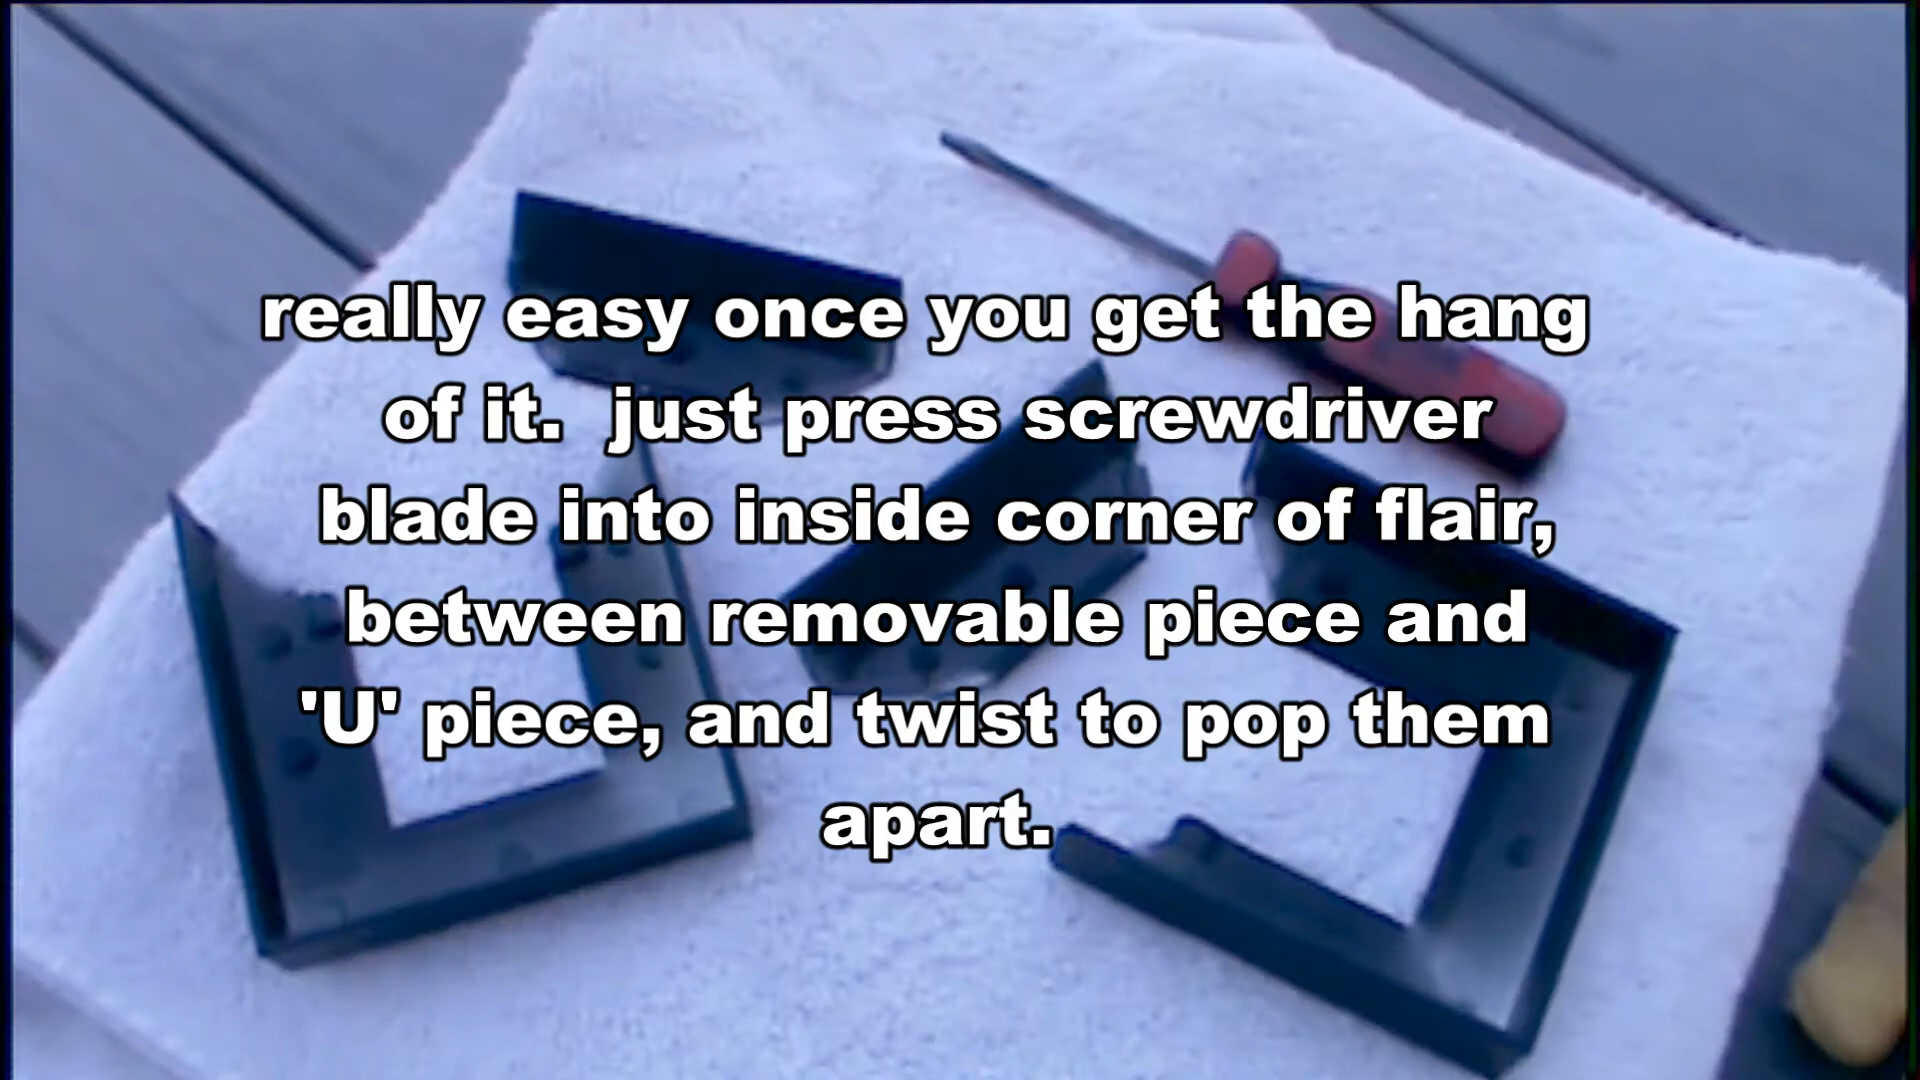 really easy once you get the hang
of it.  just press screwdriver
blade into inside corner of flair,
between removable piece and
'U' piece, and twist to pop them
apart.